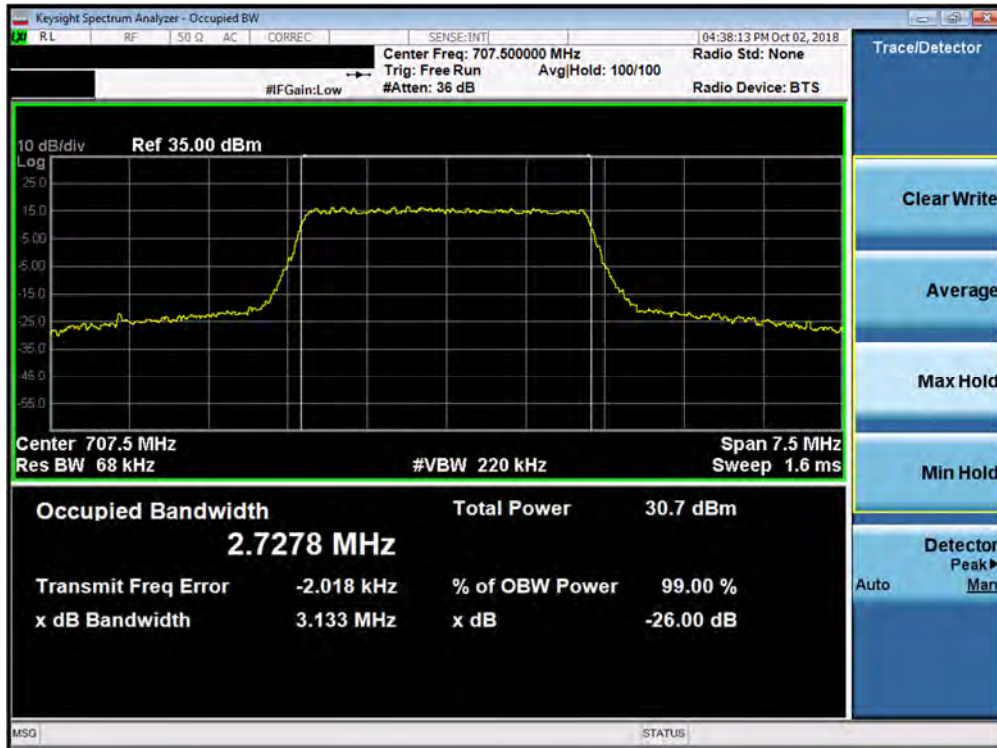 Keysight Spectrum Analyzer - Occupied BW
LXI RL RF 50 Ω AC CORREC SENSE:INT 04:38:13 PM Oct 02, 2018
Center Freq: 707.500000 MHz Radio Std: None
Trig: Free Run Avg|Hold: 100/100
#IFGain:Low #Atten: 36 dB Radio Device: BTS
Trace/Detector
10 dB/div Ref 35.00 dBm
Log
25.0
15.0
5.00
-5.00
-15.0
-25.0
-35.0
-45.0
-55.0
Center 707.5 MHz Span 7.5 MHz
Res BW 68 kHz #VBW 220 kHz Sweep 1.6 ms
Clear Write
Average
Max Hold
Min Hold
Detector
Peak▶
Auto Man
Occupied Bandwidth Total Power 30.7 dBm
2.7278 MHz
Transmit Freq Error -2.018 kHz % of OBW Power 99.00 %
x dB Bandwidth 3.133 MHz x dB -26.00 dB
MSG STATUS